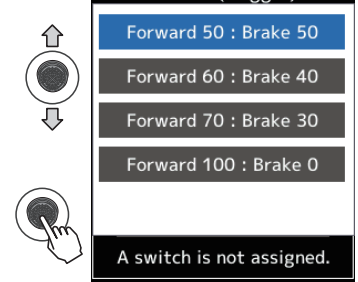 Forward 50 : Brake 50
Forward 60 : Brake 40
Forward 70 : Brake 30
Forward 100 : Brake 0
A switch is not assigned.